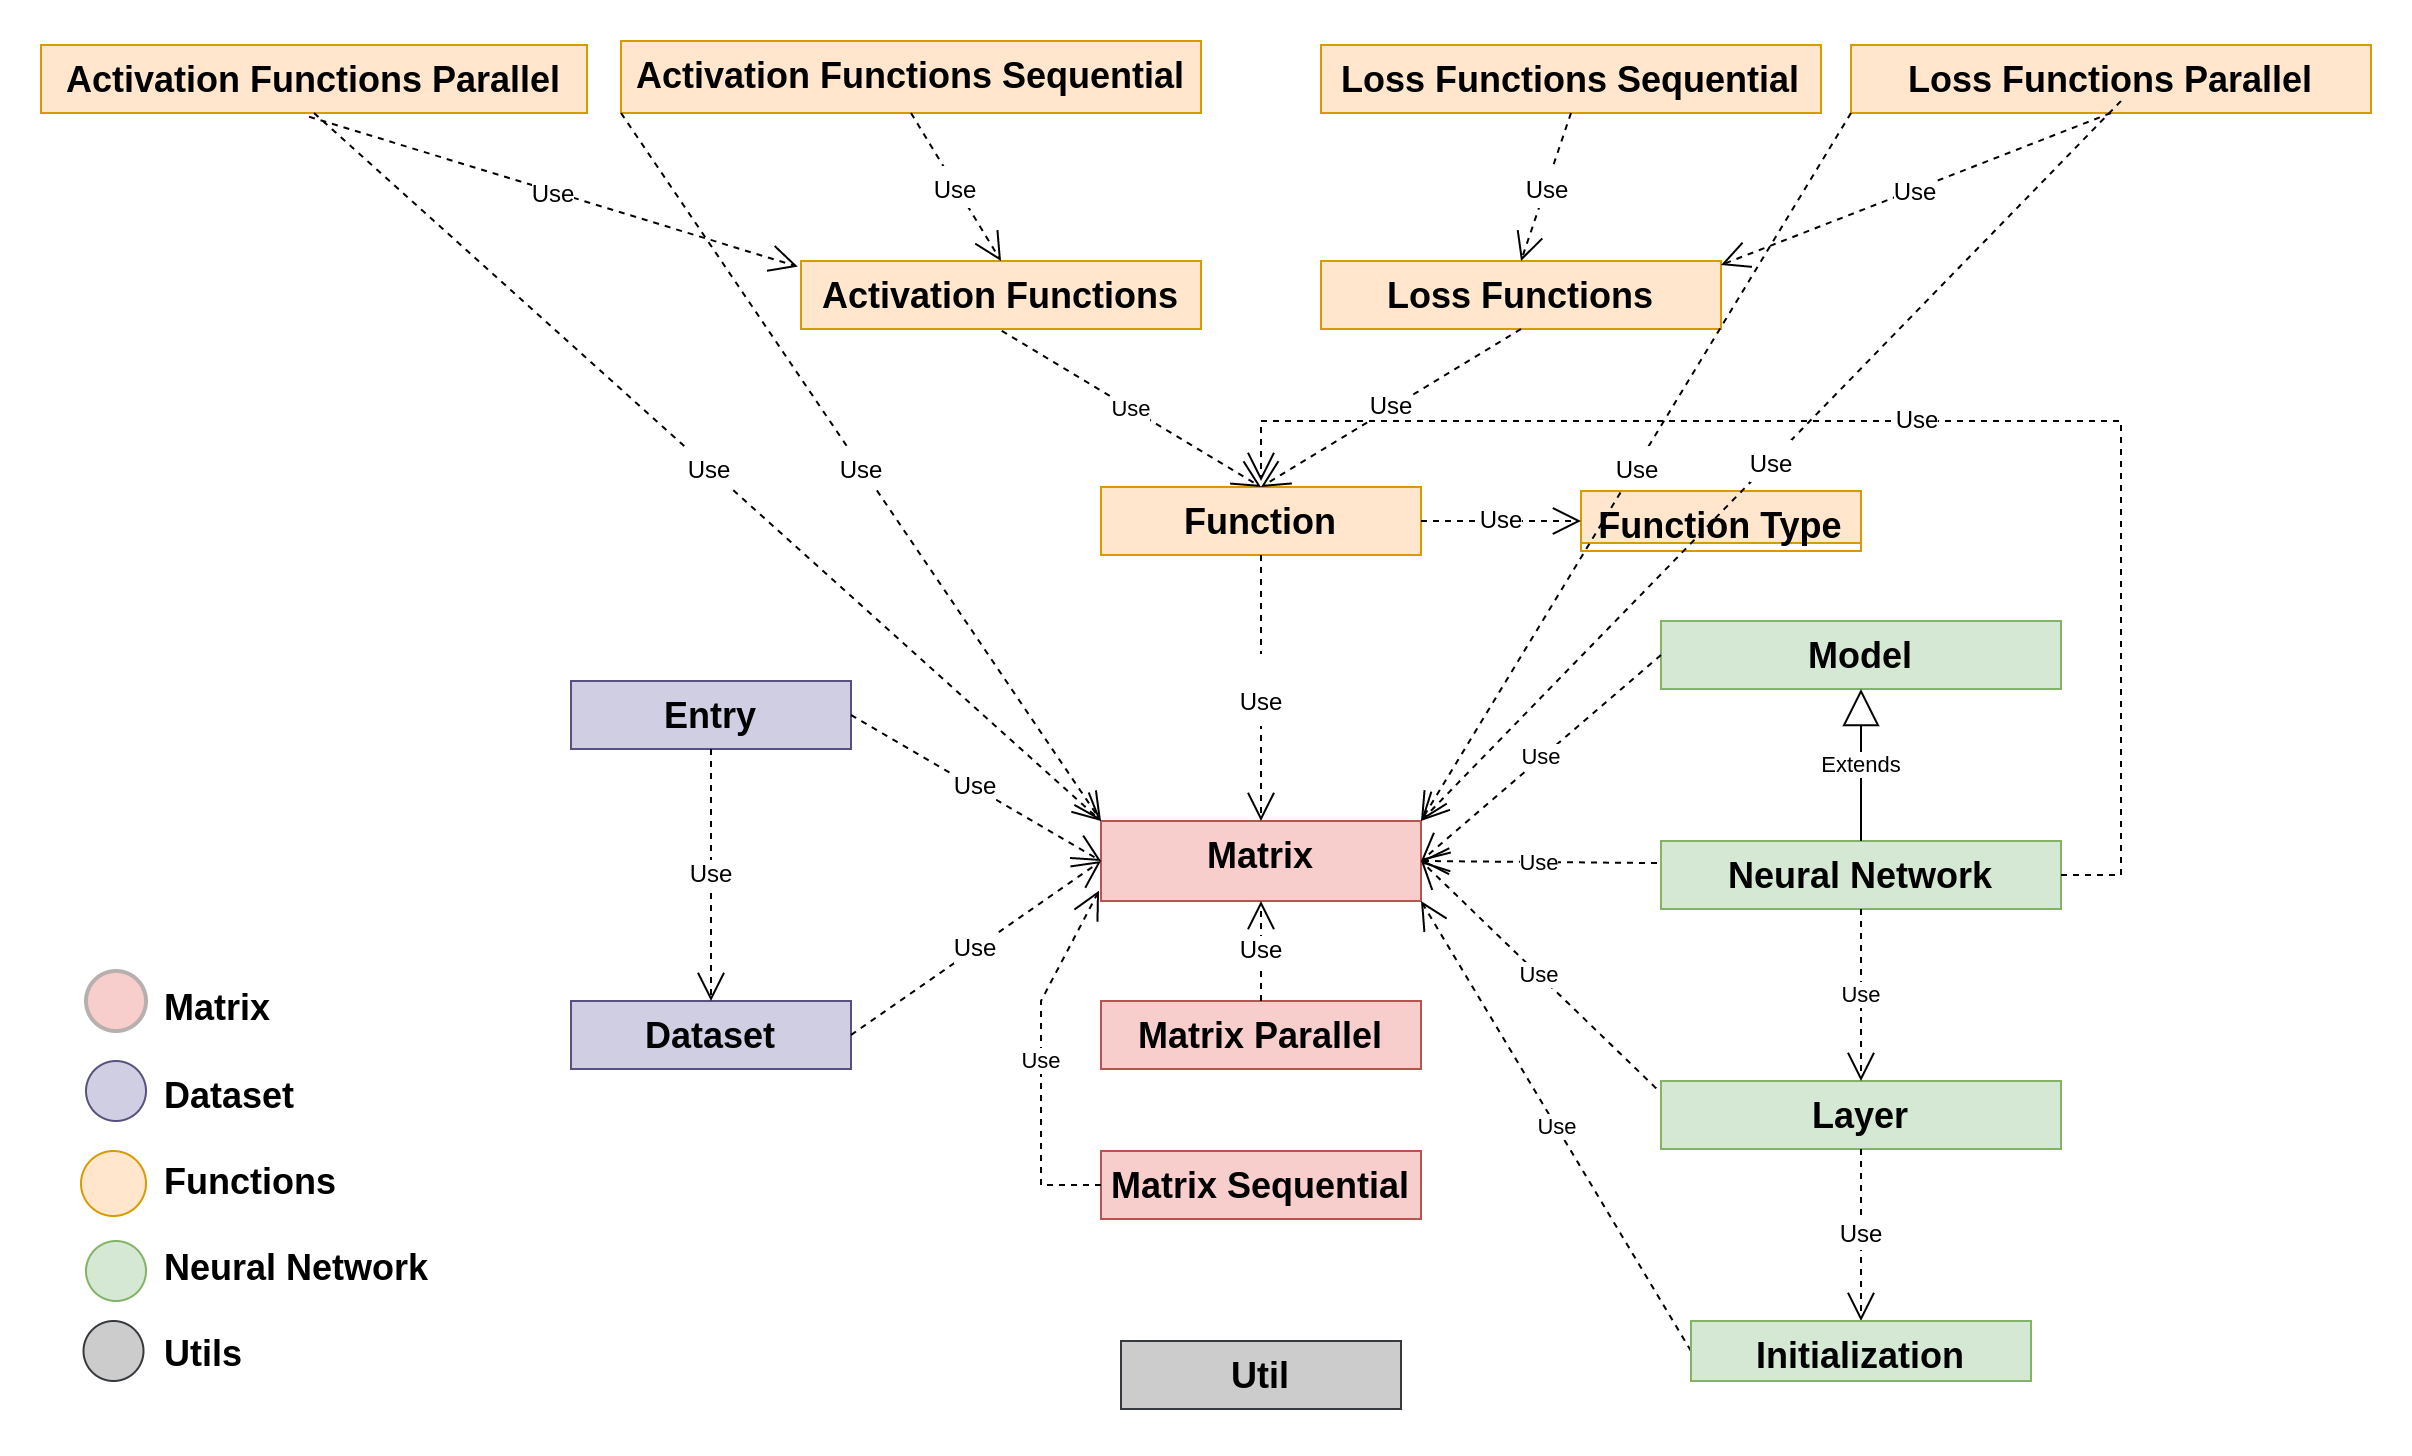 Activation Functions Parallel
Activation Functions Sequential
Loss Functions Sequential
Loss Functions Parallel
Use
Use
Use
Use
Activation Functions
Loss Functions
Use
Use
Use
Use
Use
Use
Use
Function
Use
Function Type
Use
Model
Entry
Use
Extends
Use
Matrix
Use
Neural Network
Use
Use
Use
Use
Use
Matrix
Dataset
Matrix Parallel
Use
Dataset
Layer
Use
Functions
Matrix Sequential
Use
Neural Network
Utils
Util
Initialization